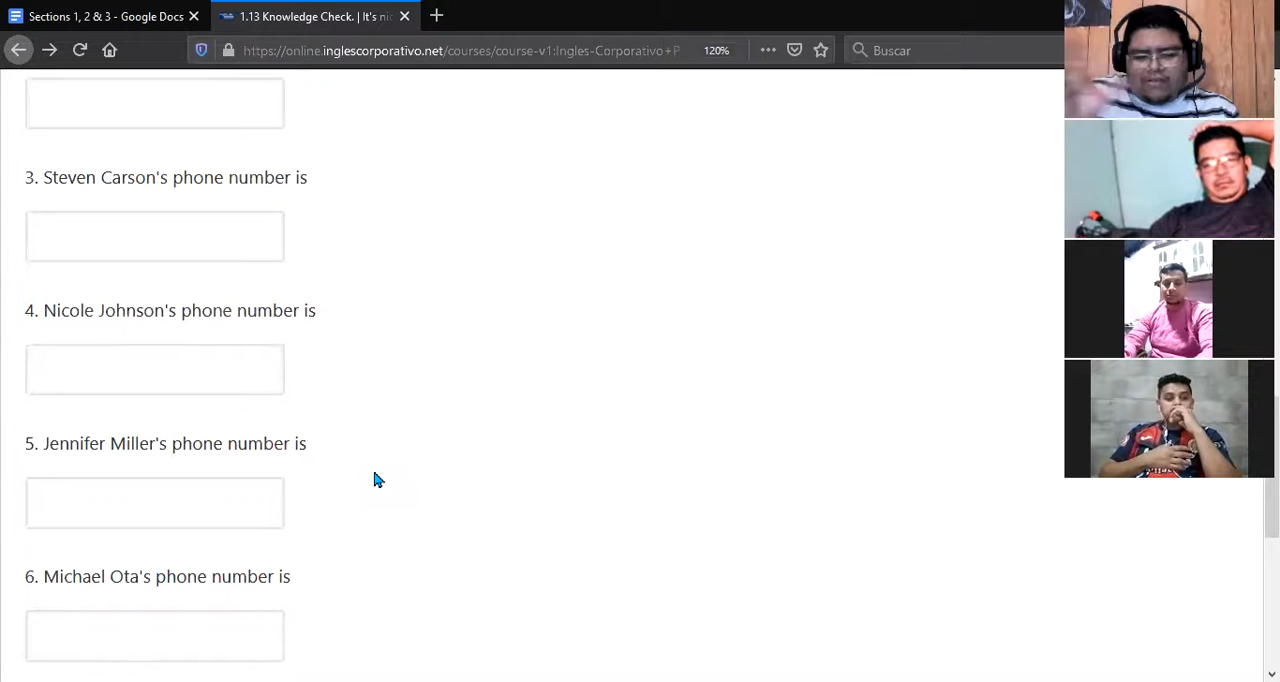 Sections 1, 2 & 3 - Google Docs
1.13 Knowledge Check. | It's nic
https://online.inglescorporativo.net/courses/course-v1:Ingles-Corporativo+P
120%
Buscar
3. Steven Carson's phone number is
4. Nicole Johnson's phone number is
5. Jennifer Miller's phone number is
6. Michael Ota's phone number is